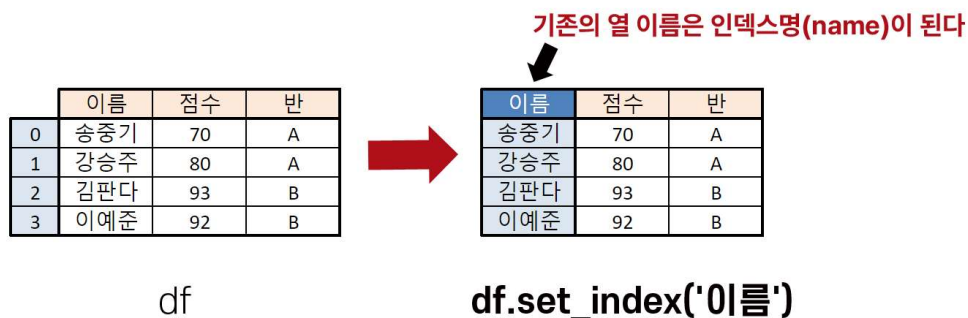 기존의 열 이름은 인덱스명(name)이 된다
이름 점수 반
0 송중기 70 A
1 강승주 80 A
2 김판다 93 B
3 이예준 92 B
이름 점수 반
송중기 70 A
강승주 80 A
김판다 93 B
이예준 92 B
df
df.set_index('이름')